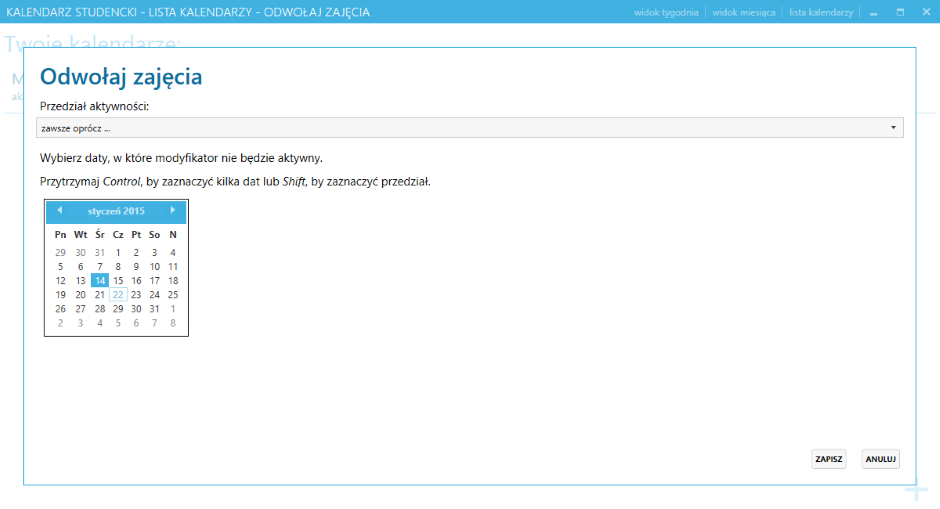 KALENDARZ STUDENCKI - LISTA KALENDARZY - ODWOŁAJ ZAJĘCIA
widok tygodnia widok miesiąca lista kalendarzy
Twoje kalendarze:
Odwołaj zajęcia
Przedział aktywności:
zawsze oprócz ...
Wybierz daty, w które modyfikator nie będzie aktywny.
Przytrzymaj Control, by zaznaczyć kilka dat lub Shift, by zaznaczyć przedział.
styczeń 2015
Pn Wt Śr Cz Pt So N
29 30 31 1 2 3 4
5 6 7 8 9 10 11
12 13 14 15 16 17 18
19 20 21 22 23 24 25
26 27 28 29 30 31 1
2 3 4 5 6 7 8
ZAPISZ ANULUJ